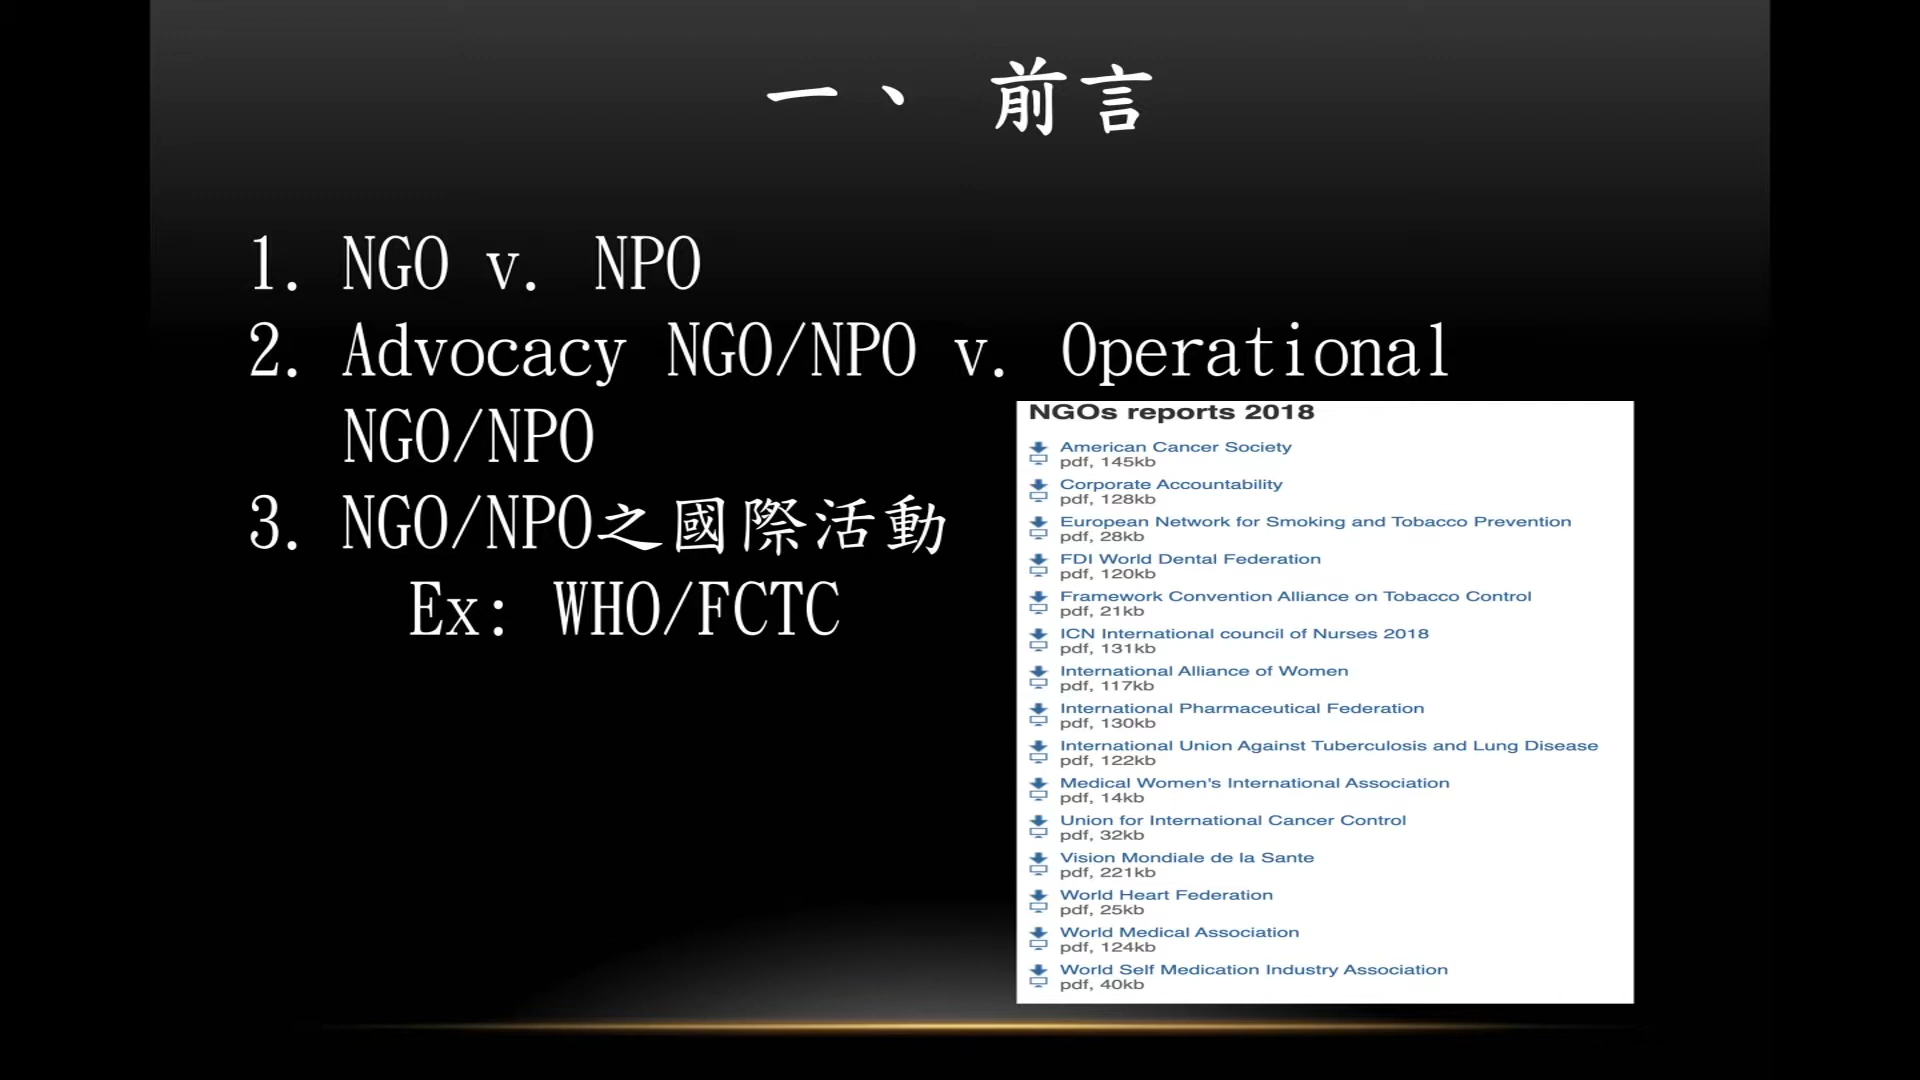 一、 前言
1. NGO v. NPO
2. Advocacy NGO/NPO v. Operational
NGO/NPO
3. NGO/NPO之國際活動
Ex: WHO/FCTC
NGOs reports 2018
American Cancer Society
pdf, 145kb
Corporate Accountability
pdf, 128kb
European Network for Smoking and Tobacco Prevention
pdf, 28kb
FDI World Dental Federation
pdf, 120kb
Framework Convention Alliance on Tobacco Control
pdf, 21kb
ICN International council of Nurses 2018
pdf, 131kb
International Alliance of Women
pdf, 117kb
International Pharmaceutical Federation
pdf, 130kb
International Union Against Tuberculosis and Lung Disease
pdf, 122kb
Medical Women's International Association
pdf, 14kb
Union for International Cancer Control
pdf, 32kb
Vision Mondiale de la Sante
pdf, 221kb
World Heart Federation
pdf, 25kb
World Medical Association
pdf, 124kb
World Self Medication Industry Association
pdf, 40kb